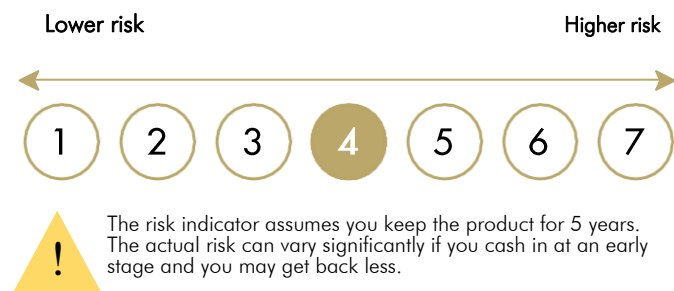 Lower risk Higher risk
1 2 3 4 5 6 7
!
The risk indicator assumes you keep the product for 5 years.
The actual risk can vary significantly if you cash in at an early
stage and you may get back less.